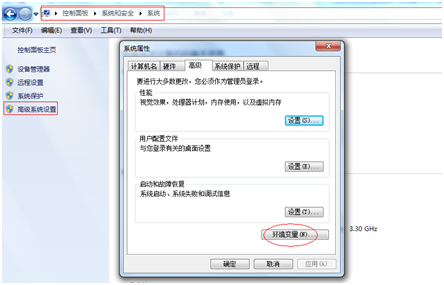 控制面板 ▸ 系统和安全 ▸ 系统
文件(F) 编辑(E) 查看(V) 工具(T) 帮助(H)
控制面板主页
设备管理器
远程设置
系统保护
高级系统设置
系统属性
计算机名 硬件 高级 系统保护 远程
要进行大多数更改，您必须作为管理员登录。
性能
视觉效果，处理器计划，内存使用，以及虚拟内存
设置(S)...
用户配置文件
与您登录有关的桌面设置
设置(E)...
启动和故障恢复
系统启动、系统失败和调试信息
设置(T)...
环境变量(N)...
3.30 GHz
确定 取消 应用(A)